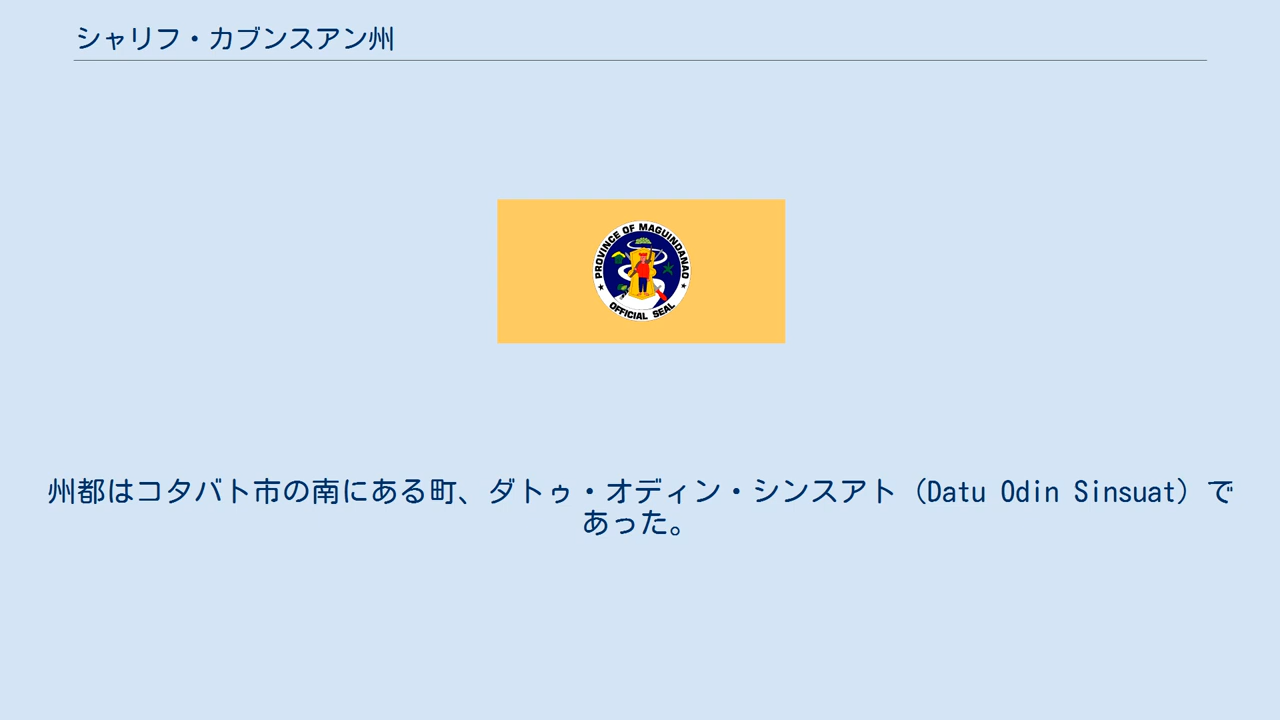 シャリフ・カブンスアン州
PROVINCE OF MAGUINDANAO
OFFICIAL SEAL
州都はコタバト市の南にある町、ダトゥ・オディン・シンスアト（Datu Odin Sinsuat）で
あった。